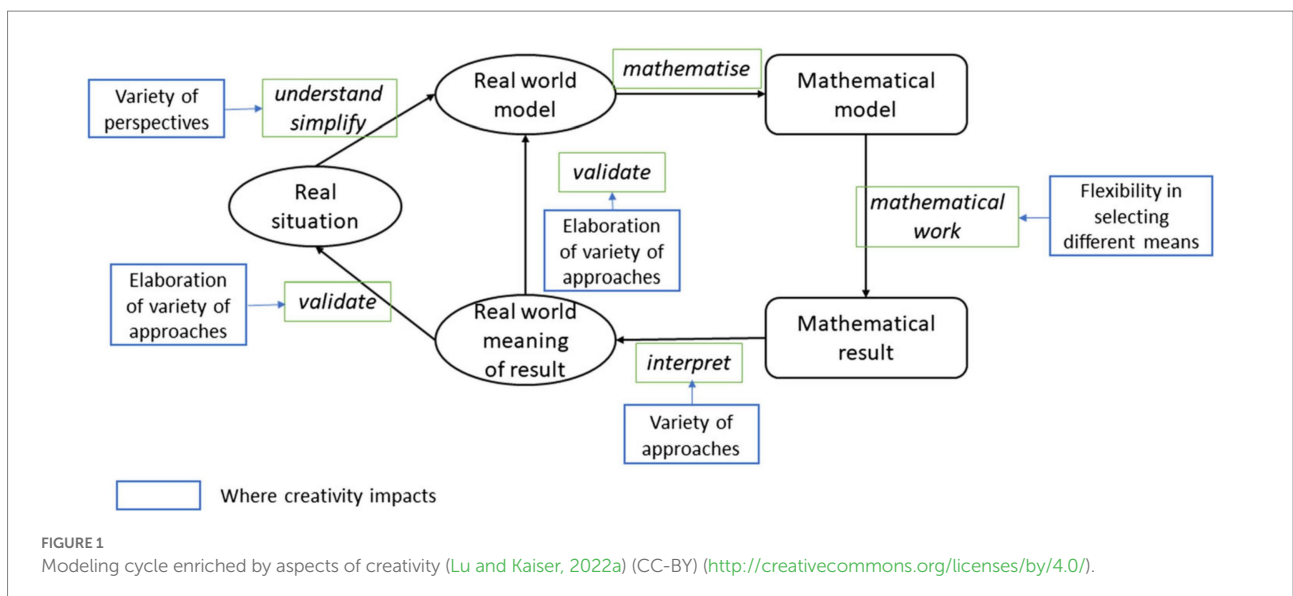 Variety of
perspectives
understand
simplify
Real world
model
mathematise
Mathematical
model
Real
situation
validate
Elaboration
of variety of
approaches
mathematical
work
Flexibility in
selecting
different means
Elaboration
of variety of
approaches
validate
Real world
meaning
of result
interpret
Variety of
approaches
Mathematical
result
Where creativity impacts
FIGURE 1
Modeling cycle enriched by aspects of creativity (Lu and Kaiser, 2022a) (CC-BY) (http://creativecommons.org/licenses/by/4.0/).